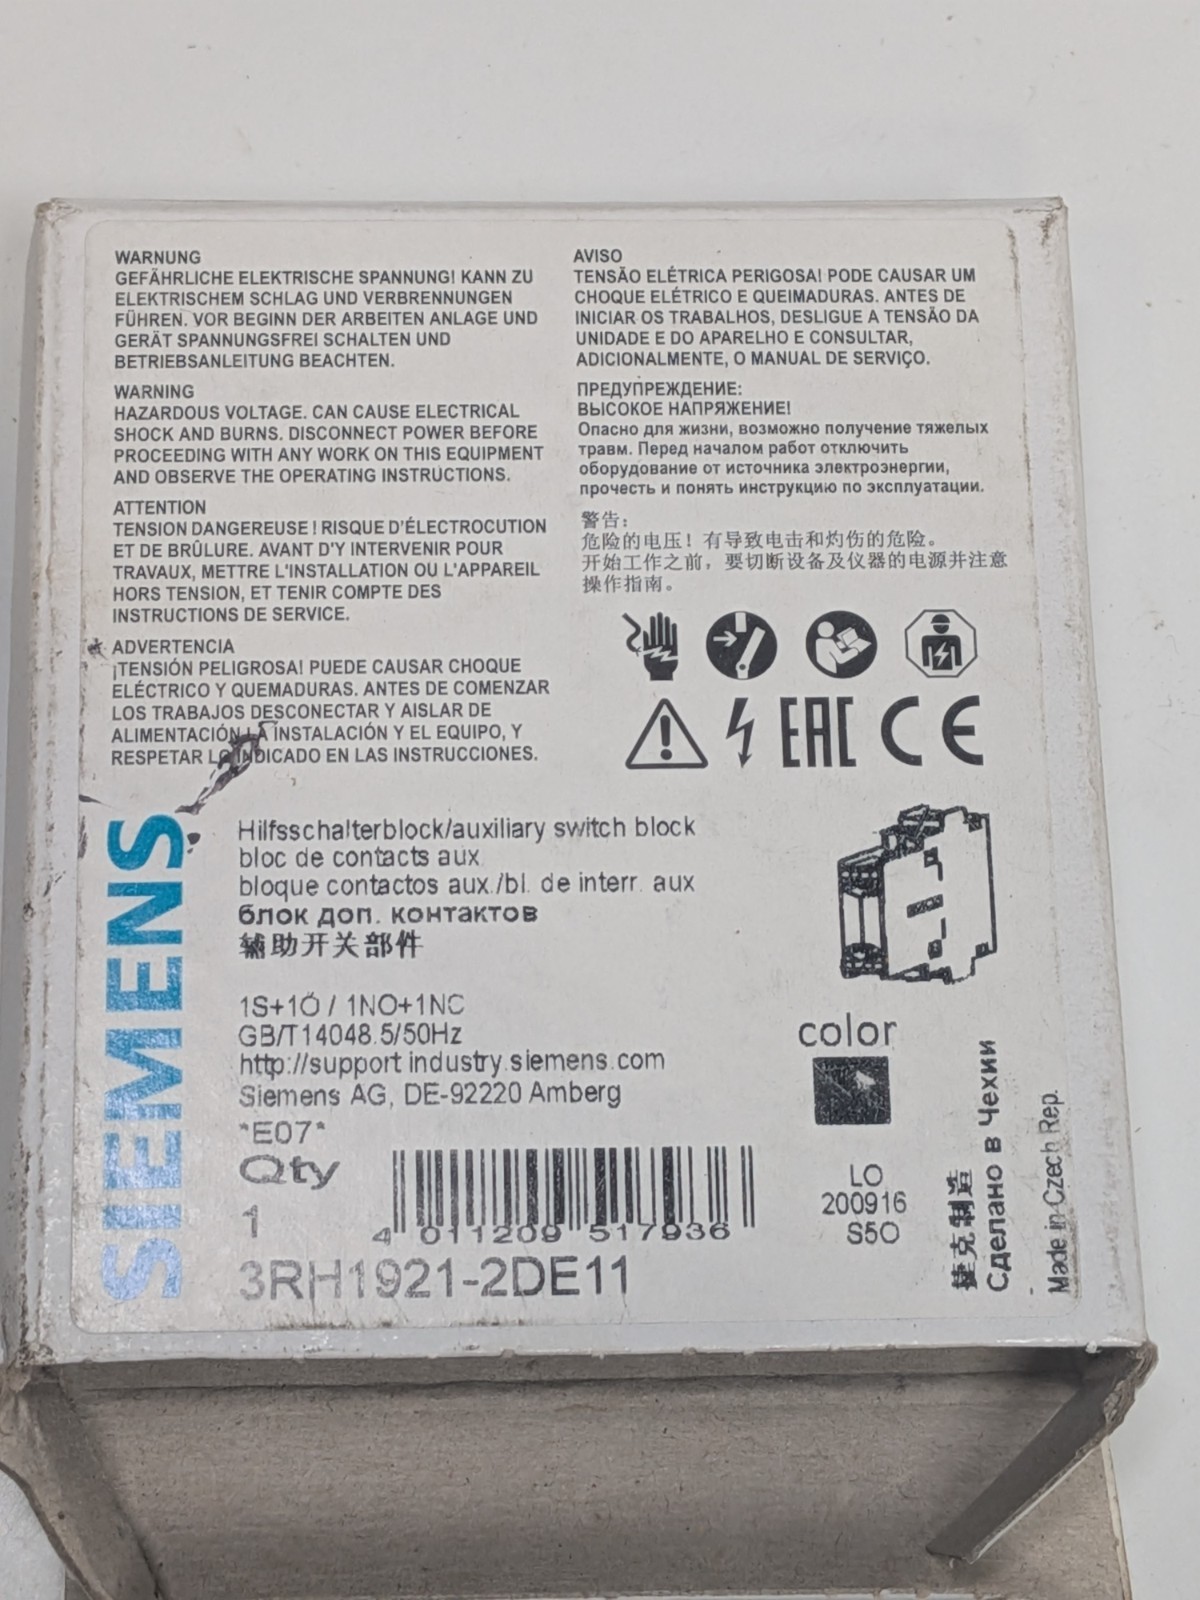 WARNUNG
GEFÄHRLICHE ELEKTRISCHE SPANNUNG! KANN ZU
ELEKTRISCHEM SCHLAG UND VERBRENNUNGEN
FÜHREN. VOR BEGINN DER ARBEITEN ANLAGE UND
GERÄT SPANNUNGSFREI SCHALTEN UND
BETRIEBSANLEITUNG BEACHTEN.
WARNING
HAZARDOUS VOLTAGE. CAN CAUSE ELECTRICAL
SHOCK AND BURNS. DISCONNECT POWER BEFORE
PROCEEDING WITH ANY WORK ON THIS EQUIPMENT
AND OBSERVE THE OPERATING INSTRUCTIONS.
ATTENTION
TENSION DANGEREUSE ! RISQUE D'ÉLECTROCUTION
ET DE BRÛLURE. AVANT D'Y INTERVENIR POUR
TRAVAUX, METTRE L'INSTALLATION OU L'APPAREIL
HORS TENSION, ET TENIR COMPTE DES
INSTRUCTIONS DE SERVICE.
ADVERTENCIA
¡TENSIÓN PELIGROSA! PUEDE CAUSAR CHOQUE
ELÉCTRICO Y QUEMADURAS. ANTES DE COMENZAR
LOS TRABAJOS DESCONECTAR Y AISLAR DE
ALIMENTACIÓN LA INSTALACIÓN Y EL EQUIPO, Y
RESPETAR LO INDICADO EN LAS INSTRUCCIONES.
AVISO
TENSÃO ELÉTRICA PERIGOSA! PODE CAUSAR UM
CHOQUE ELÉTRICO E QUEIMADURAS. ANTES DE
INICIAR OS TRABALHOS, DESLIGUE A TENSÃO DA
UNIDADE E DO APARELHO E CONSULTAR,
ADICIONALMENTE, O MANUAL DE SERVIÇO.
ПРЕДУПРЕЖДЕНИЕ:
ВЫСОКОЕ НАПРЯЖЕНИЕ!
Опасно для жизни, возможно получение тяжелых
травм. Перед началом работ отключить
оборудование от источника электроэнергии,
прочесть и понять инструкцию по эксплуатации.
警告：
危险的电压！有导致电击和灼伤的危险。
开始工作之前，要切断设备及仪器的电源并注意
操作指南。
EAC CE
SIEMENS
Hilfsschalterblock/auxiliary switch block
bloc de contacts aux.
bloque contactos aux./bl. de interr. aux
блок доп. контактов
辅助开关部件
1S+1Ö / 1NO+1NC
GB/T14048.5/50Hz
http://support.industry.siemens.com
Siemens AG, DE-92220 Amberg
*E07*
Qty
1
4 011209 517936
3RH1921-2DE11
color
LO
200916
S5O
捷克制造
Сделано в Чехии
Made in Czech Rep.